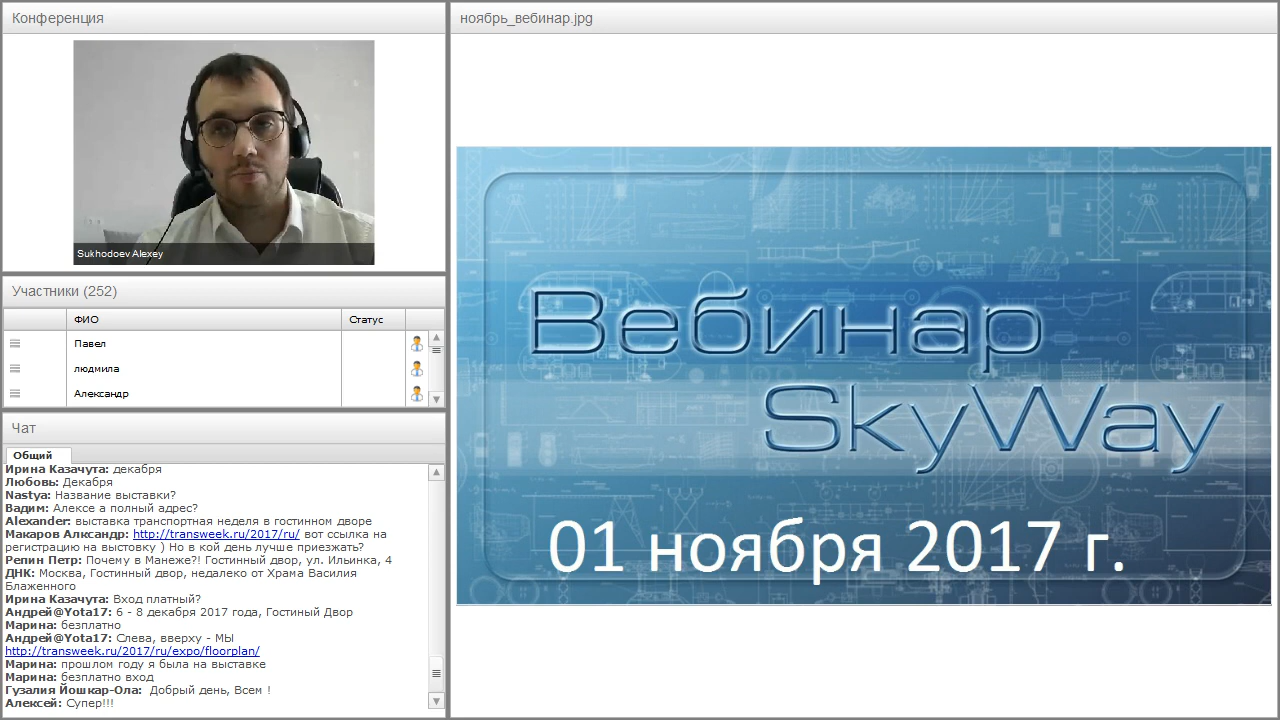 Конференция
Sukhodoev Alexey
Участники (252)
ФИО
Статус
Павел
людмила
Александр
Чат
Общий
Ирина Казачута: декабря
Любовь: Декабря
Nastya: Название выставки?
Вадим: Алексе а полный адрес?
Alexander: выставка транспортная неделя в гостинном дворе
Макаров Алксандр: http://transweek.ru/2017/ru/ вот ссылка на
регистрацию на выстовку ) Но в кой день лучше приезжать?
Репин Петр: Почему в Манеже?! Гостинный двор, ул. Ильинка, 4
ДНК: Москва, Гостинный двор, недалеко от Храма Василия
Блаженного
Ирина Казачута: Вход платный?
Андрей@Yota17: 6 - 8 декабря 2017 года, Гостиный Двор
Марина: безплатно
Андрей@Yota17: Слева, вверху - МЫ
http://transweek.ru/2017/ru/expo/floorplan/
Марина: прошлом году я была на выставке
Марина: безплатно вход
Гузалия Йошкар-Ола: Добрый день, Всем !
Алексей: Супер!!!
ноябрь_вебинар.jpg
Вебинар
SkyWay
01 ноября 2017 г.